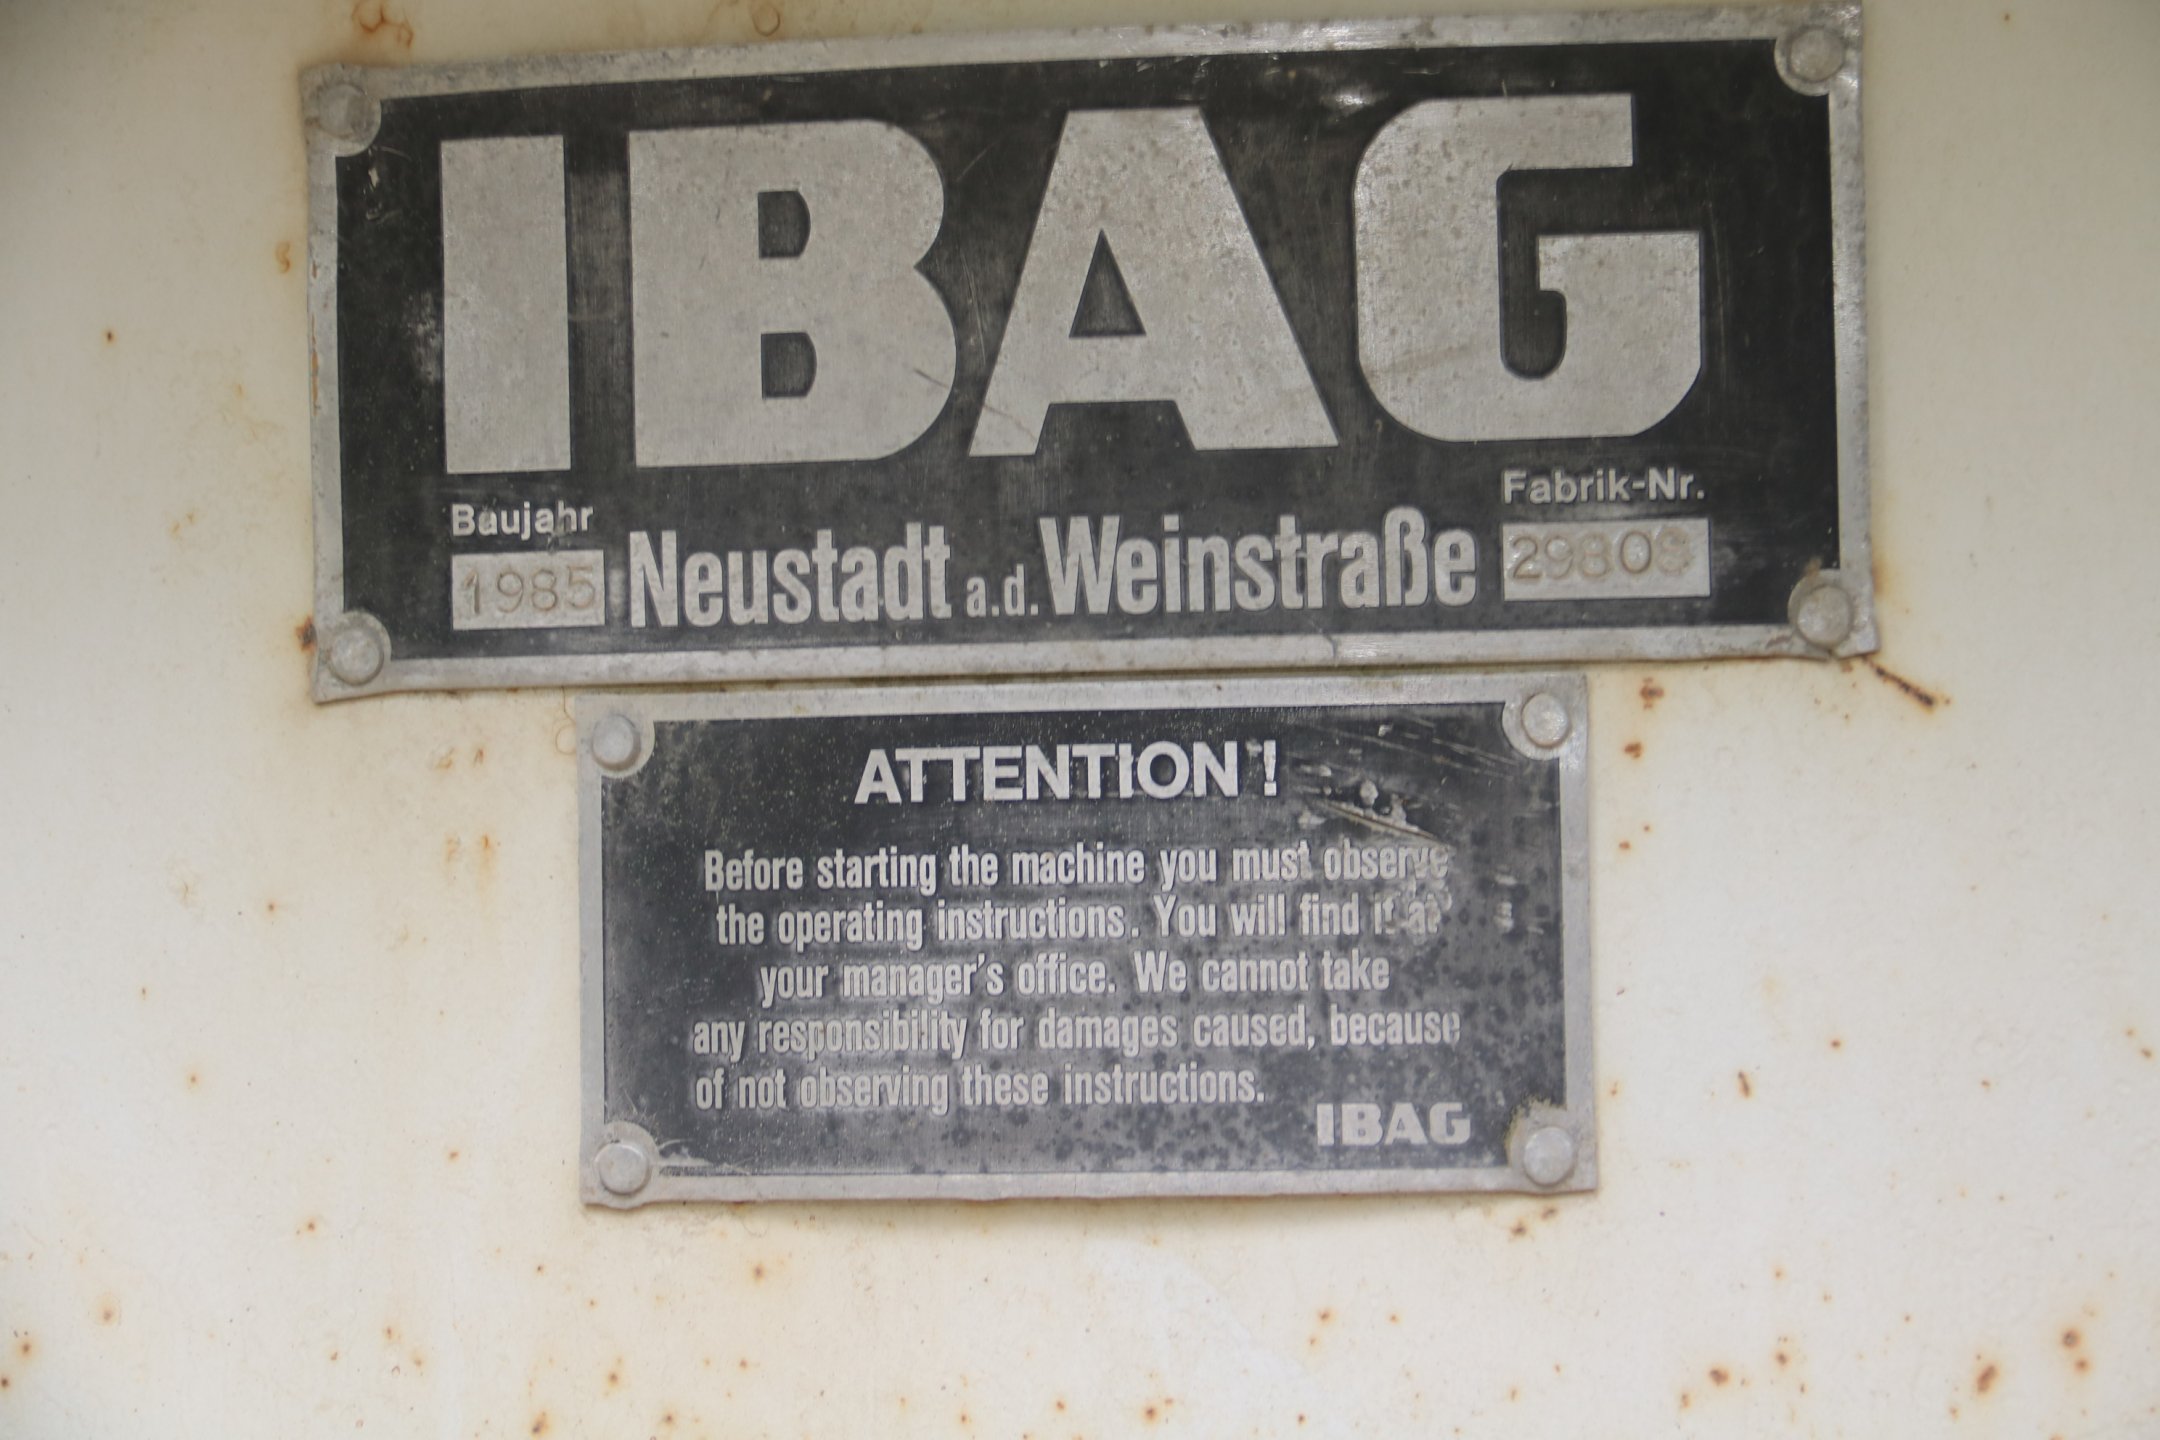 IBAG
Baujahr
1985
Neustadt a.d. Weinstraße
Fabrik-Nr.
ATTENTION !
Before starting the machine you must observe
the operating instructions. You will find it at
your manager's office. We cannot take
any responsibility for damages caused, because
of not observing these instructions.
IBAG